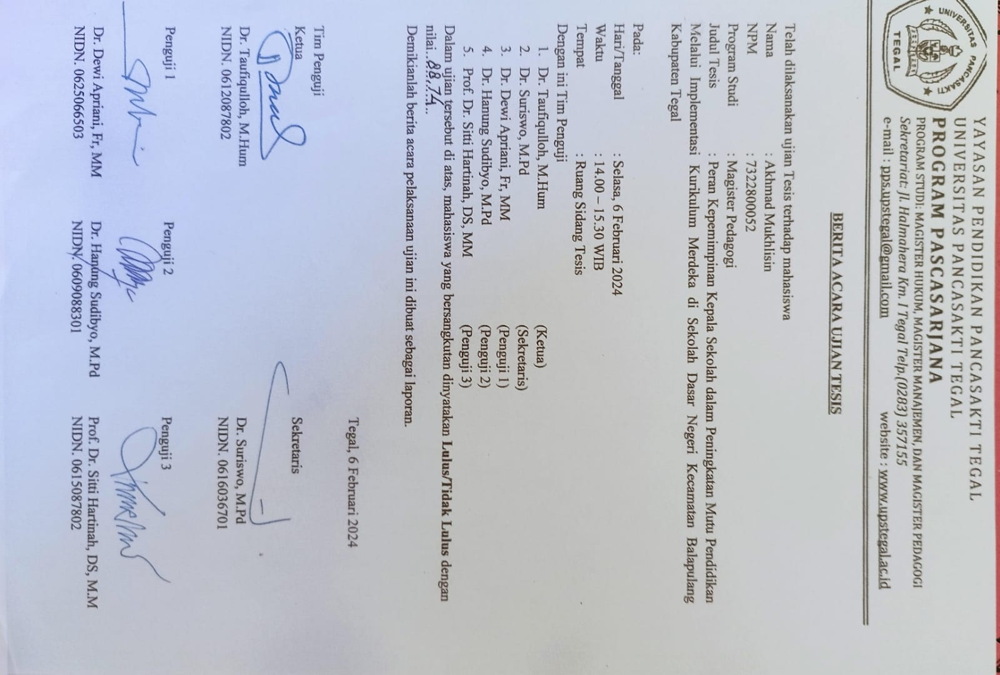 YAYASAN PENDIDIKAN PANCASAKTI TEGAL
UNIVERSITAS PANCASAKTI TEGAL
PROGRAM PASCASARJANA
PROGRAM STUDI: MAGISTER HUKUM, MAGISTER MANAJEMEN, DAN MAGISTER PEDAGOGI
Sekretariat: Jl. Halmahera Km. 1 Tegal Telp.(0283) 357155
e-mail : pps.upstegal@gmail.com website : www.upstegal.ac.id
UNIVERSITAS PANCASAKTI
TEGAL
BERITA ACARA UJIAN TESIS
Telah dilaksanakan ujian Tesis terhadap mahasiswa
Nama : Akhmad Mukhlisin
NPM : 7322800052
Program Studi : Magister Pedagogi
Judul Tesis : Peran Kepemimpinan Kepala Sekolah dalam Peningkatan Mutu Pendidikan
Melalui Implementasi Kurikulum Merdeka di Sekolah Dasar Negeri Kecamatan Balapulang
Kabupaten Tegal
Pada:
Hari/Tanggal : Selasa, 6 Februari 2024
Waktu : 14.00 – 15.30 WIB
Tempat : Ruang Sidang Tesis
Dengan ini Tim Penguji
1. Dr. Taufiqulloh, M.Hum (Ketua)
2. Dr. Suriswo, M.Pd (Sekretaris)
3. Dr. Dewi Apriani, Fr, MM (Penguji 1)
4. Dr. Hanung Sudibyo, M.Pd (Penguji 2)
5. Prof. Dr. Sitti Hartinah, DS, MM (Penguji 3)
Dalam ujian tersebut di atas, mahasiswa yang bersangkutan dinyatakan Lulus/Tidak Lulus dengan
nilai..88.74..
Demikianlah berita acara pelaksanaan ujian ini dibuat sebagai laporan.
Tegal, 6 Februari 2024
Tim Penguji
Ketua Sekretaris
Dr. Taufiqulloh, M.Hum Dr. Suriswo, M.Pd
NIDN. 0612087802 NIDN. 0616036701
Penguji 1 Penguji 2 Penguji 3
Dr. Dewi Apriani, Fr, MM Dr. Hanung Sudibyo, M.Pd Prof. Dr. Sitti Hartinah, DS, M.M
NIDN. 0625066503 NIDN. 0609088301 NIDN. 0615087802